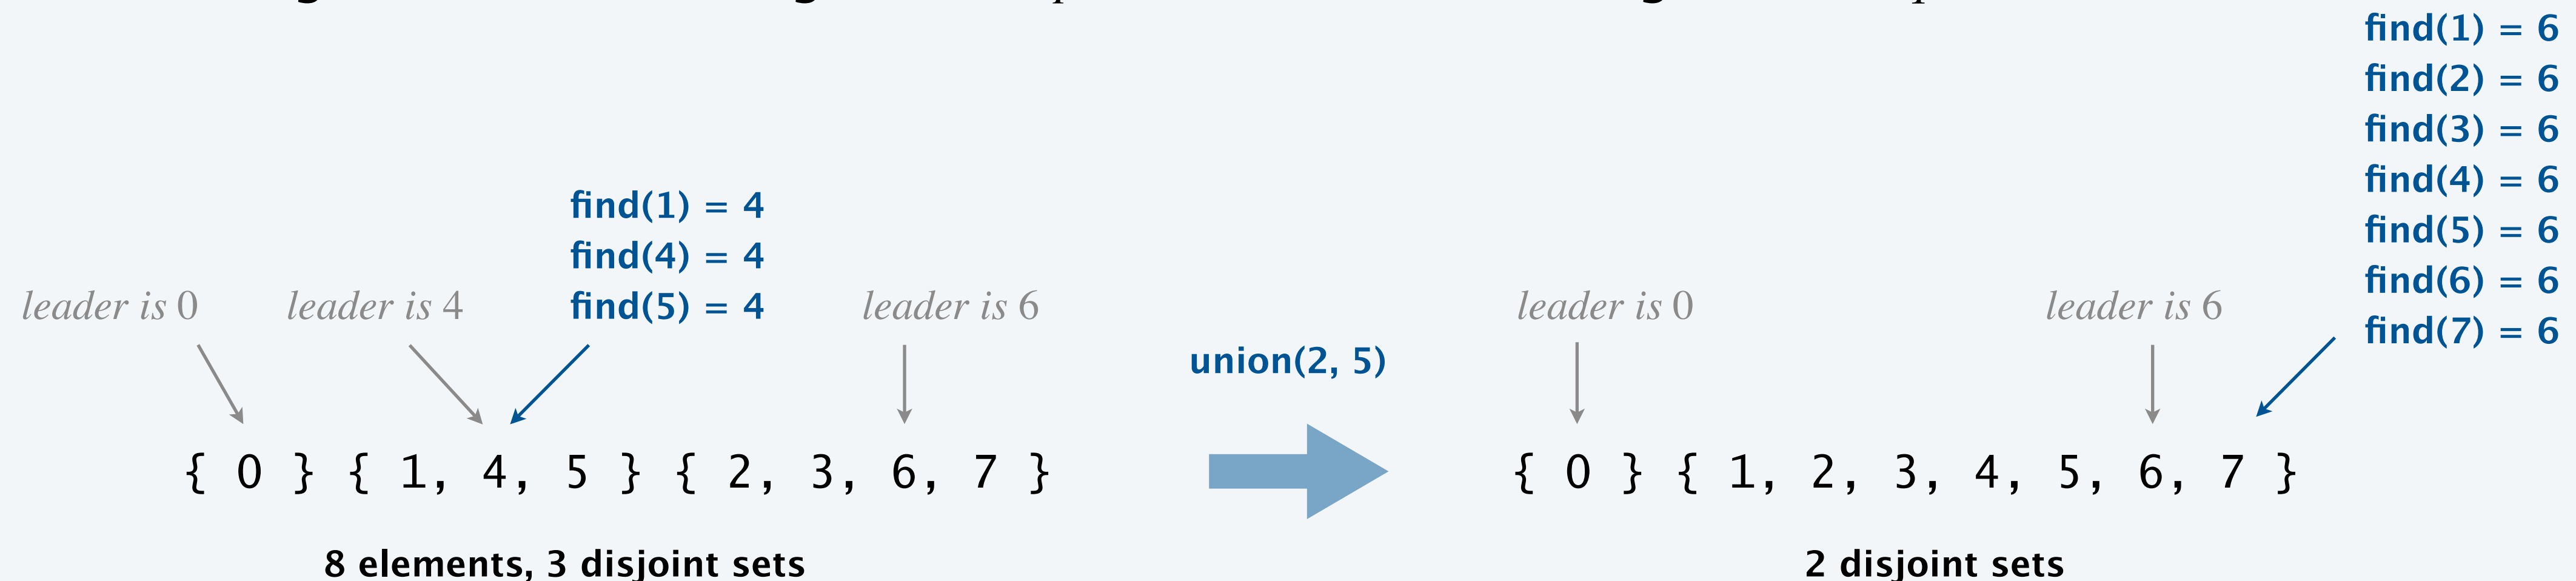 find(1) = 6
find(2) = 6
find(3) = 6
find(4) = 6
find(5) = 6
find(6) = 6
find(7) = 6
find(1) = 4
find(4) = 4
find(5) = 4
leader is 0
leader is 4
leader is 6
union(2, 5)
leader is 0
leader is 6
{ 0 } { 1, 4, 5 } { 2, 3, 6, 7 }
{ 0 } { 1, 2, 3, 4, 5, 6, 7 }
8 elements, 3 disjoint sets
2 disjoint sets